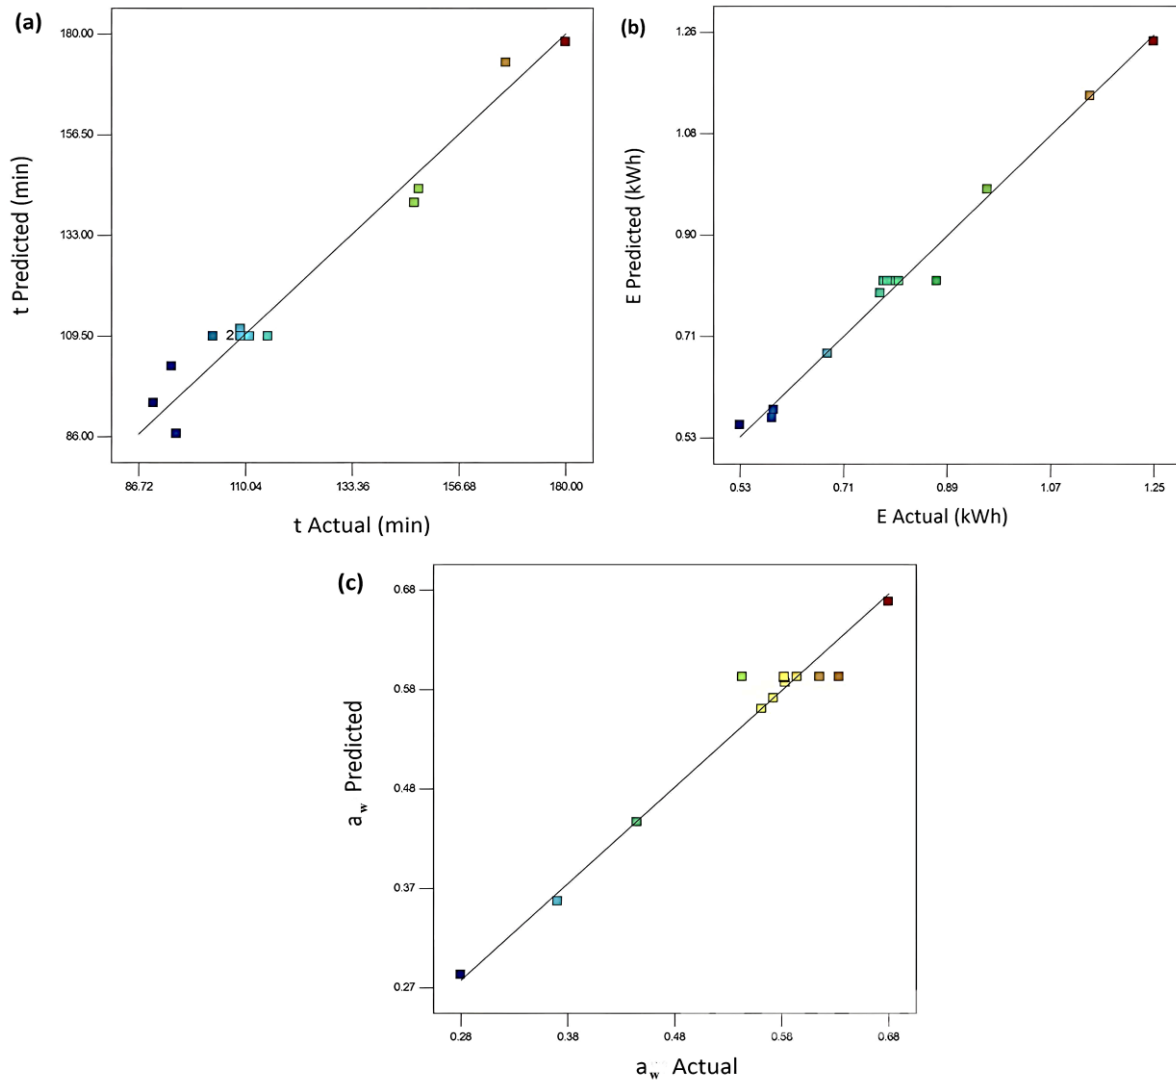 (a)
180.00
156.50
133.00
109.50
86.00
t Predicted (min)
2
86.72 110.04 133.36 156.68 180.00
t Actual (min)
(b)
1.26
1.08
0.90
0.71
0.53
E Predicted (kWh)
0.53 0.71 0.89 1.07 1.25
E Actual (kWh)
(c)
0.68
0.58
0.48
0.37
0.27
aw Predicted
0.28 0.38 0.48 0.58 0.68
aw Actual